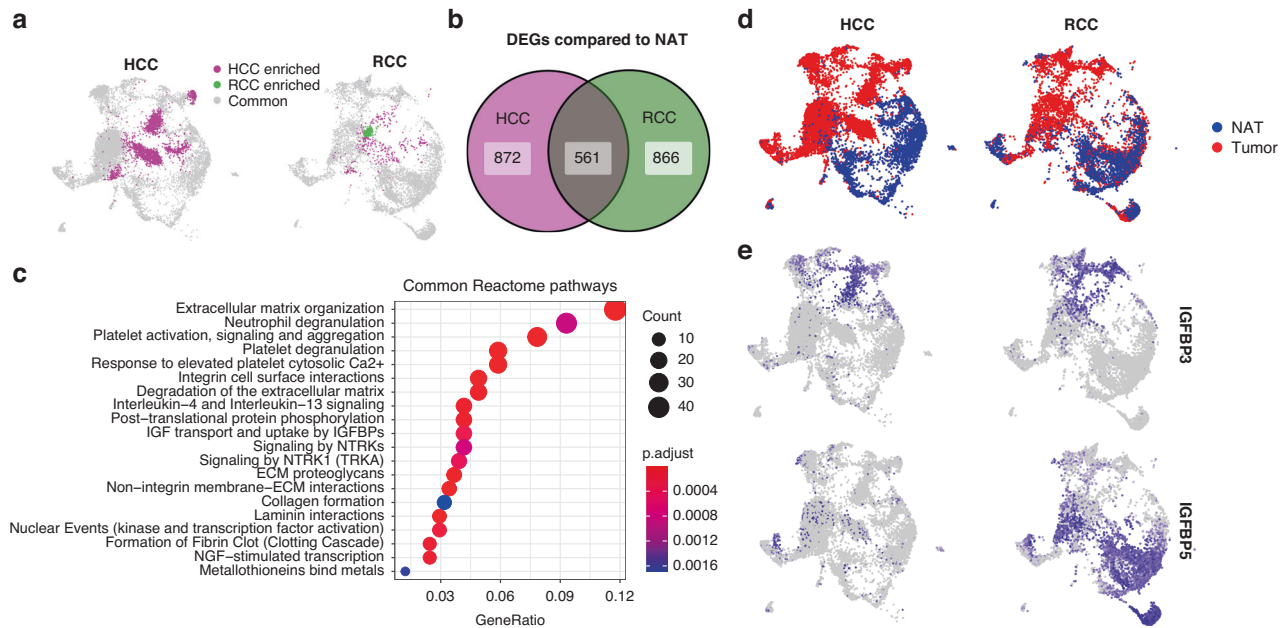 a
HCC
RCC
HCC enriched
RCC enriched
Common
b
DEGs compared to NAT
HCC
RCC
872
561
866
c
Common Reactome pathways
Extracellular matrix organization
Neutrophil degranulation
Platelet activation, signaling and aggregation
Platelet degranulation
Response to elevated platelet cytosolic Ca2+
Integrin cell surface interactions
Degradation of the extracellular matrix
Interleukin−4 and Interleukin−13 signaling
Post−translational protein phosphorylation
IGF transport and uptake by IGFBPs
Signaling by NTRKs
Signaling by NTRK1 (TRKA)
ECM proteoglycans
Non−integrin membrane−ECM interactions
Collagen formation
Laminin interactions
Nuclear Events (kinase and transcription factor activation)
Formation of Fibrin Clot (Clotting Cascade)
NGF−stimulated transcription
Metallothioneins bind metals
0.03
0.06
0.09
0.12
GeneRatio
Count
10
20
30
40
p.adjust
0.0004
0.0008
0.0012
0.0016
d
HCC
RCC
NAT
Tumor
e
IGFBP3
IGFBP5